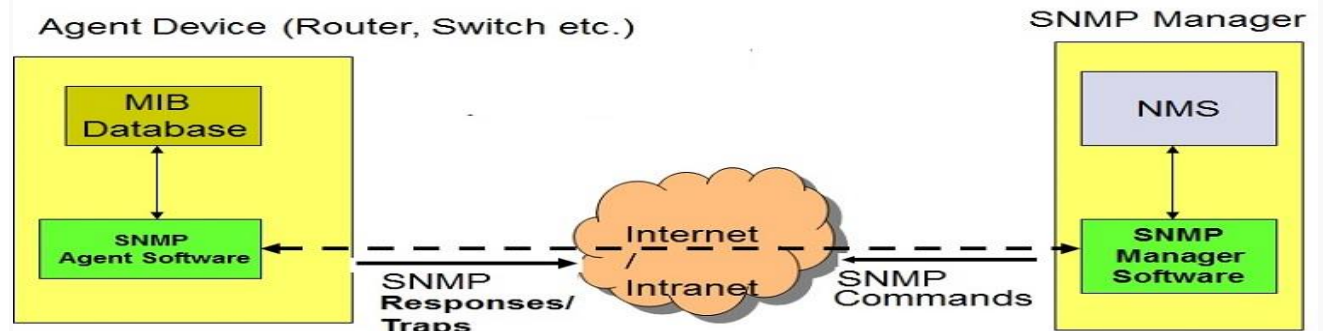 Agent Device (Router, Switch etc.)
SNMP Manager
MIB
Database
NMS
SNMP
Agent Software
Internet
/
Intranet
SNMP
Manager
Software
SNMP
Responses/
Traps
SNMP
Commands